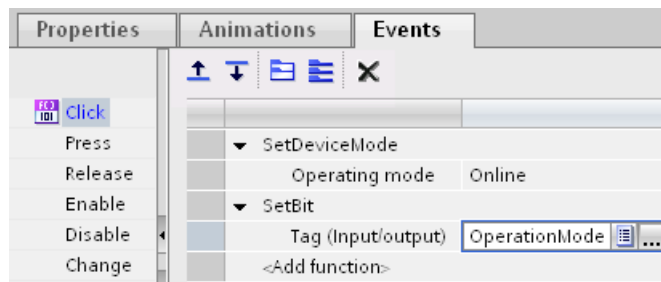 Properties Animations Events
Click
Press
Release
Enable
Disable
Change
SetDeviceMode
Operating mode Online
SetBit
Tag (Input/output) OperationMode ...
<Add function>